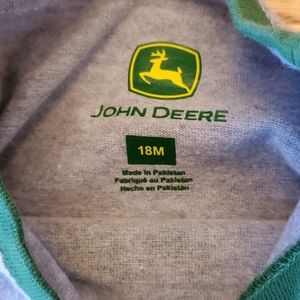 JOHN DEERE
18M
Made in Pakistan
Fabriqué au Pakistan
Hecho en Pakistán